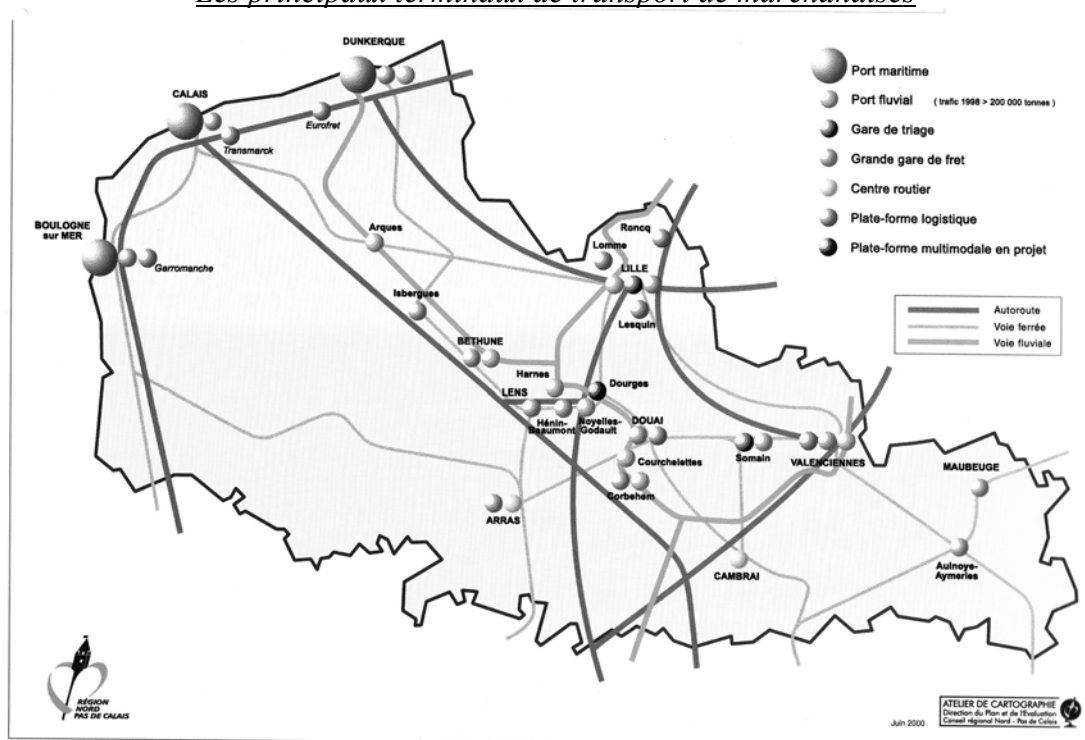 Les principaux terminaux de transport de marchandises
DUNKERQUE
CALAIS
Eurofret
Transmarck
BOULOGNE
sur MER
Garromanche
Arques
Isbergues
BETHUNE
Roncq
Lomme
LILLE
Lesquin
Harnes
LENS
Dourges
Hénin-
Beaumont
Noyelles-
Godault
DOUAI
Courchelettes
Corbehem
Somain
VALENCIENNES
MAUBEUGE
ARRAS
CAMBRAI
Aulnoye-
Aymeries
Port maritime
Port fluvial ( trafic 1998 > 200 000 tonnes )
Gare de triage
Grande gare de fret
Centre routier
Plate-forme logistique
Plate-forme multimodale en projet
Autoroute
Voie ferrée
Voie fluviale
RÉGION
NORD
PAS DE CALAIS
Juin 2000
ATELIER DE CARTOGRAPHIE
Direction du Plan et de l'Evaluation
Conseil régional Nord - Pas de Calais